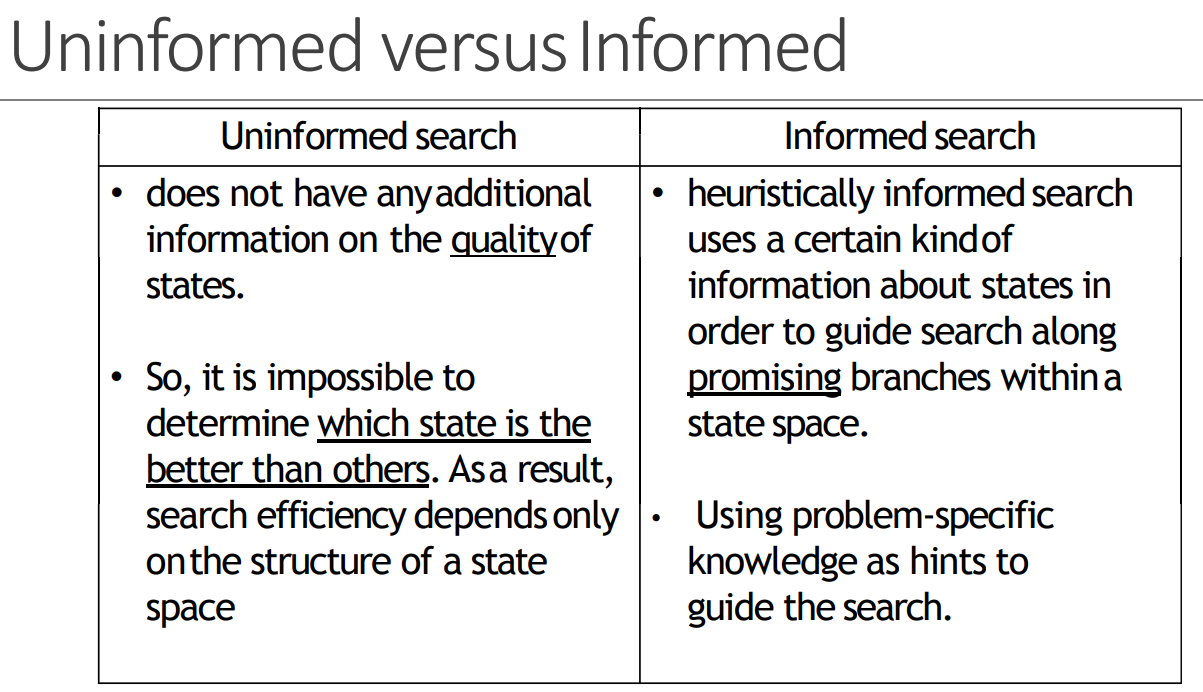 Uninformed versus Informed
Uninformed search
• does not have any additional
information on the quality of
states.
• So, it is impossible to
determine which state is the
better than others. As a result,
search efficiency depends only
on the structure of a state
space
Informed search
• heuristically informed search
uses a certain kind of
information about states in
order to guide search along
promising branches within a
state space.
• Using problem-specific
knowledge as hints to
guide the search.